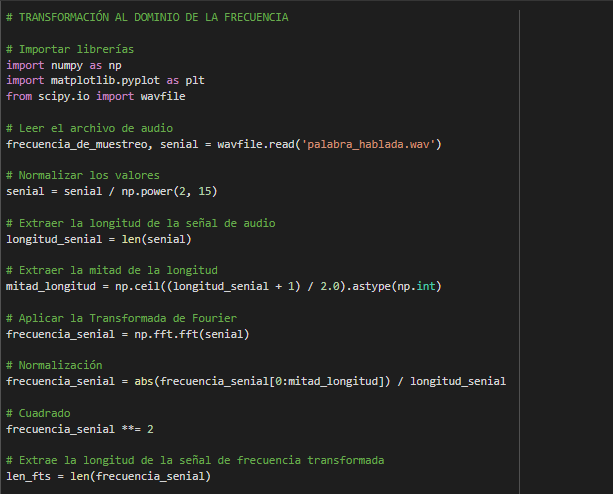 # TRANSFORMACIÓN AL DOMINIO DE LA FRECUENCIA
# Importar librerías
import numpy as np
import matplotlib.pyplot as plt
from scipy.io import wavfile
# Leer el archivo de audio
frecuencia_de_muestreo, senial = wavfile.read('palabra_hablada.wav')
# Normalizar los valores
senial = senial / np.power(2, 15)
# Extraer la longitud de la señal de audio
longitud_senial = len(senial)
# Extraer la mitad de la longitud
mitad_longitud = np.ceil((longitud_senial + 1) / 2.0).astype(np.int)
# Aplicar la Transformada de Fourier
frecuencia_senial = np.fft.fft(senial)
# Normalización
frecuencia_senial = abs(frecuencia_senial[0:mitad_longitud]) / longitud_senial
# Cuadrado
frecuencia_senial **= 2
# Extrae la longitud de la señal de frecuencia transformada
len_fts = len(frecuencia_senial)